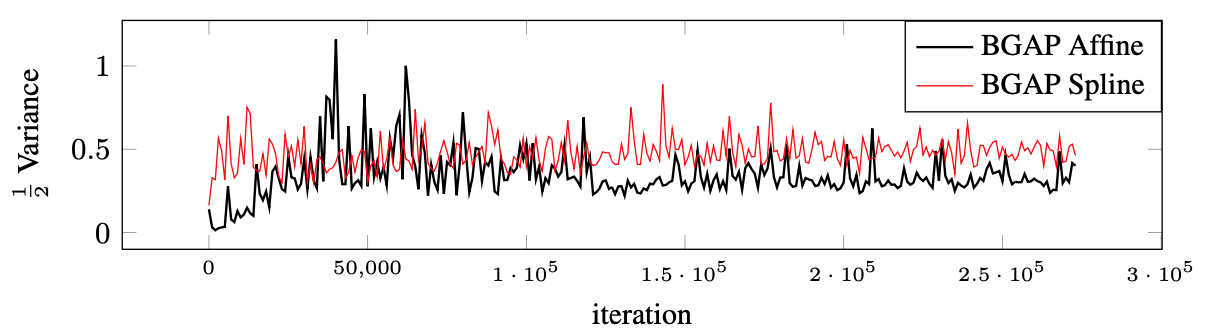 BGAP Affine
BGAP Spline
1
0.5
0
½ Variance
0
50,000
1 · 10⁵
1.5 · 10⁵
2 · 10⁵
2.5 · 10⁵
3 · 10⁵
iteration